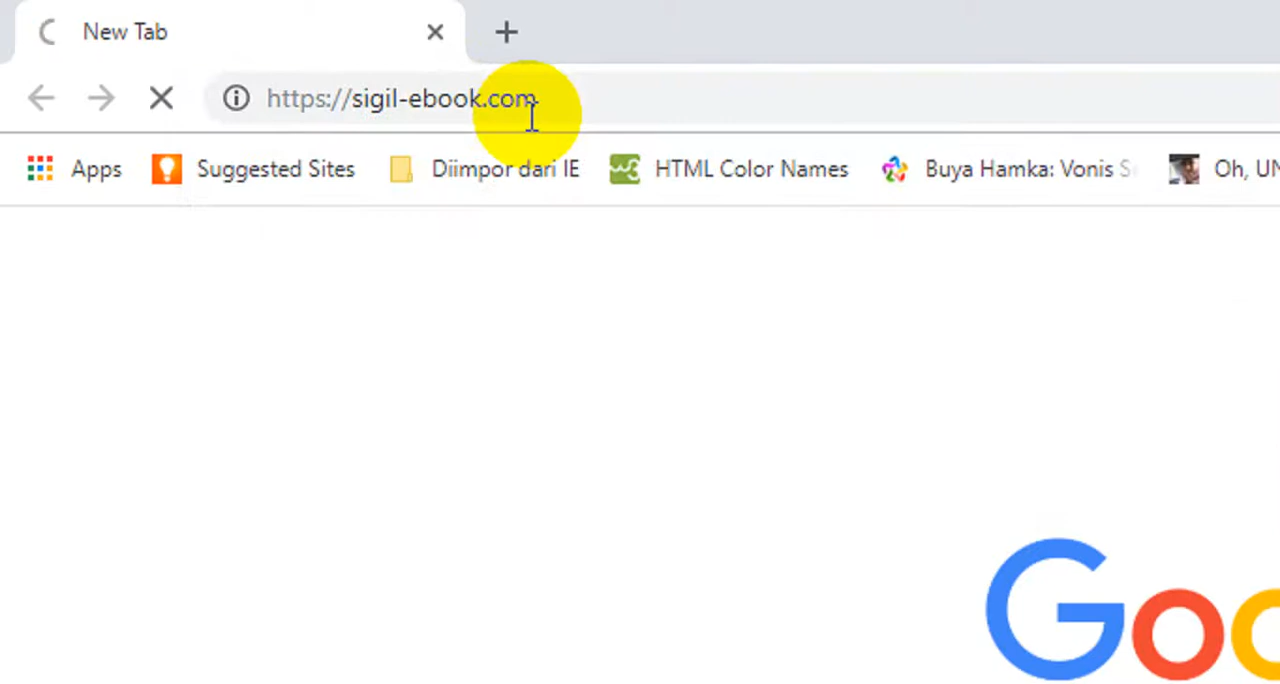 New Tab
https://sigil-ebook.com
Apps Suggested Sites Diimpor dari IE HTML Color Names Buya Hamka: Vonis Oh, UN
Goo